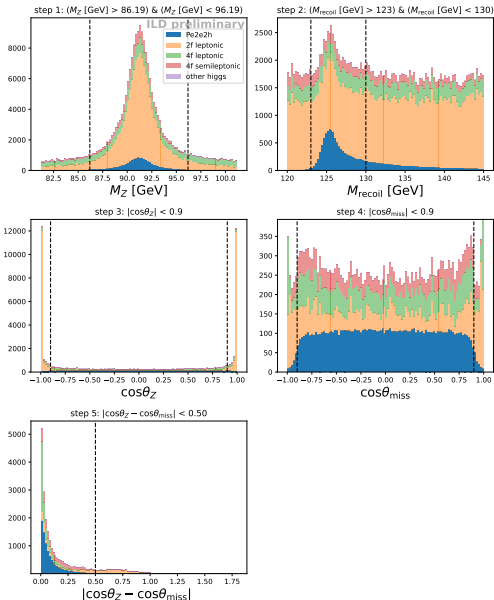 step 1: (M_Z [GeV] > 86.19) & (M_Z [GeV] < 96.19)
ILD preliminary
Pe2e2h
2f leptonic
4f leptonic
4f semileptonic
other higgs
8000
6000
4000
2000
0
82.5 85.0 87.5 90.0 92.5 95.0 97.5 100.0
M_Z [GeV]
step 2: (M_recoil [GeV] > 123) & (M_recoil [GeV] < 130)
2500
2000
1500
1000
500
0
120 125 130 135 140 145
M_recoil [GeV]
step 3: |cosθ_Z| < 0.9
12000
10000
8000
6000
4000
2000
0
−1.00 −0.75 −0.50 −0.25 0.00 0.25 0.50 0.75 1.00
cosθ_Z
step 4: |cosθ_miss| < 0.9
350
300
250
200
150
100
50
0
−1.00 −0.75 −0.50 −0.25 0.00 0.25 0.50 0.75 1.00
cosθ_miss
step 5: |cosθ_Z − cosθ_miss| < 0.50
5000
4000
3000
2000
1000
0.00 0.25 0.50 0.75 1.00 1.25 1.50 1.75
|cosθ_Z − cosθ_miss|